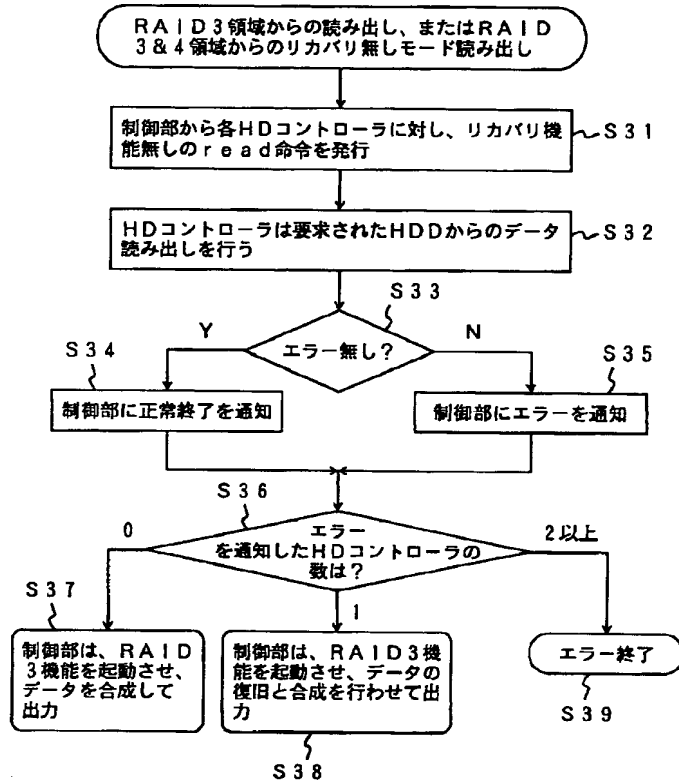 RAID3領域からの読み出し、またはRAID
3&4領域からのリカバリ無しモード読み出し
制御部から各HDコントローラに対し、リカバリ機
能無しのread命令を発行
S31
HDコントローラは要求されたHDDからのデータ
読み出しを行う
S32
S33
エラー無し?
Y
N
S34
制御部に正常終了を通知
S35
制御部にエラーを通知
S36
エラー
を通知したHDコントローラの
数は?
0
1
2以上
S37
制御部は、RAID
3機能を起動させ、
データを合成して
出力
制御部は、RAID3機
能を起動させ、データの
復旧と合成を行わせて出
力
S38
エラー終了
S39